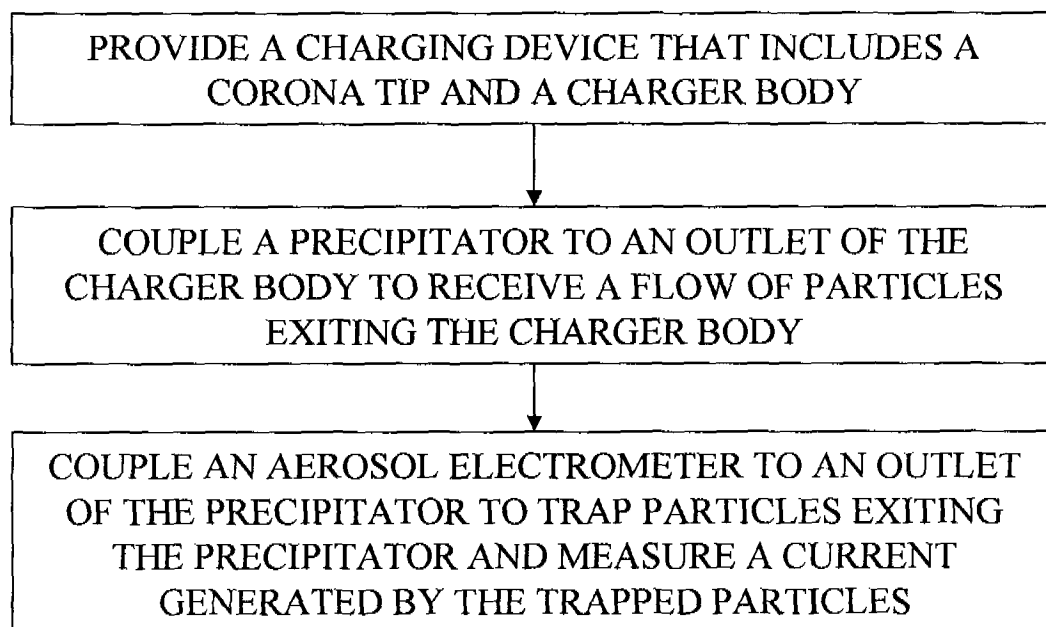 PROVIDE A CHARGING DEVICE THAT INCLUDES A
CORONA TIP AND A CHARGER BODY
COUPLE A PRECIPITATOR TO AN OUTLET OF THE
CHARGER BODY TO RECEIVE A FLOW OF PARTICLES
EXITING THE CHARGER BODY
COUPLE AN AEROSOL ELECTROMETER TO AN OUTLET
OF THE PRECIPITATOR TO TRAP PARTICLES EXITING
THE PRECIPITATOR AND MEASURE A CURRENT
GENERATED BY THE TRAPPED PARTICLES